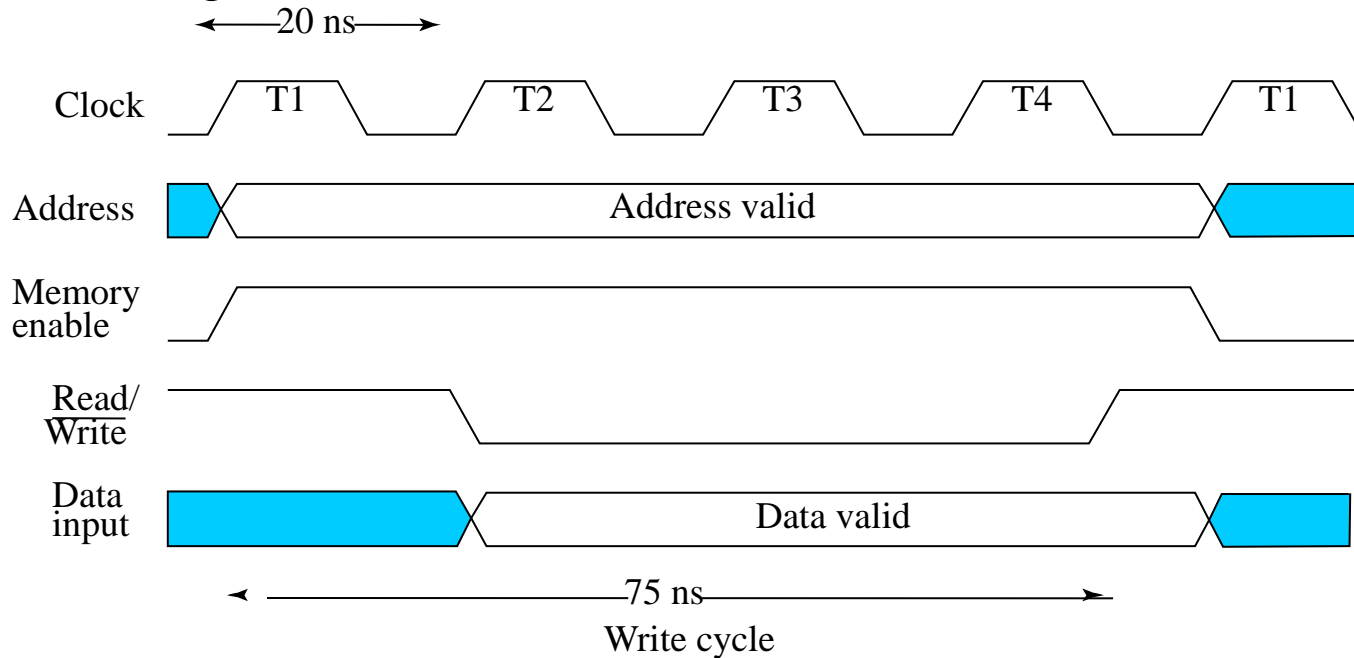 20 ns
Clock
T1 T2 T3 T4 T1
Address
Address valid
Memory
enable
Read/
Write
Data
input
Data valid
75 ns
Write cycle